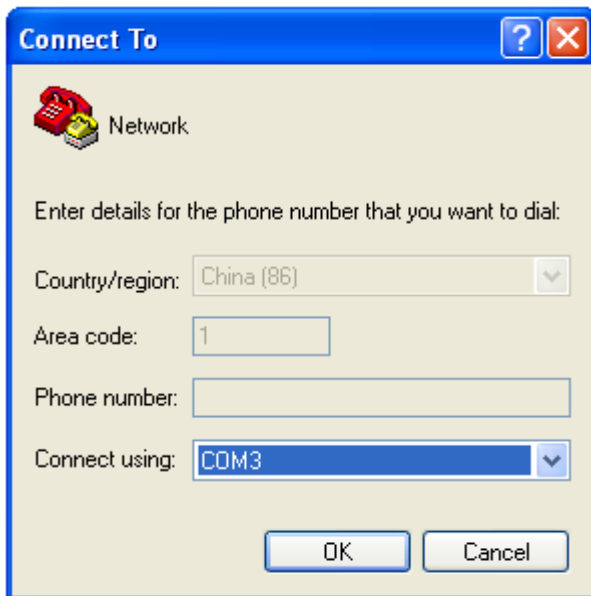 Connect To
?
Network
Enter details for the phone number that you want to dial:
Country/region: China (86)
Area code: 1
Phone number:
Connect using: COM3
OK Cancel